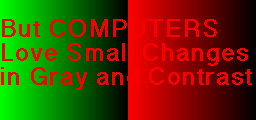 But COMPUTERS
Love Small Changes
in Gray and Contrast